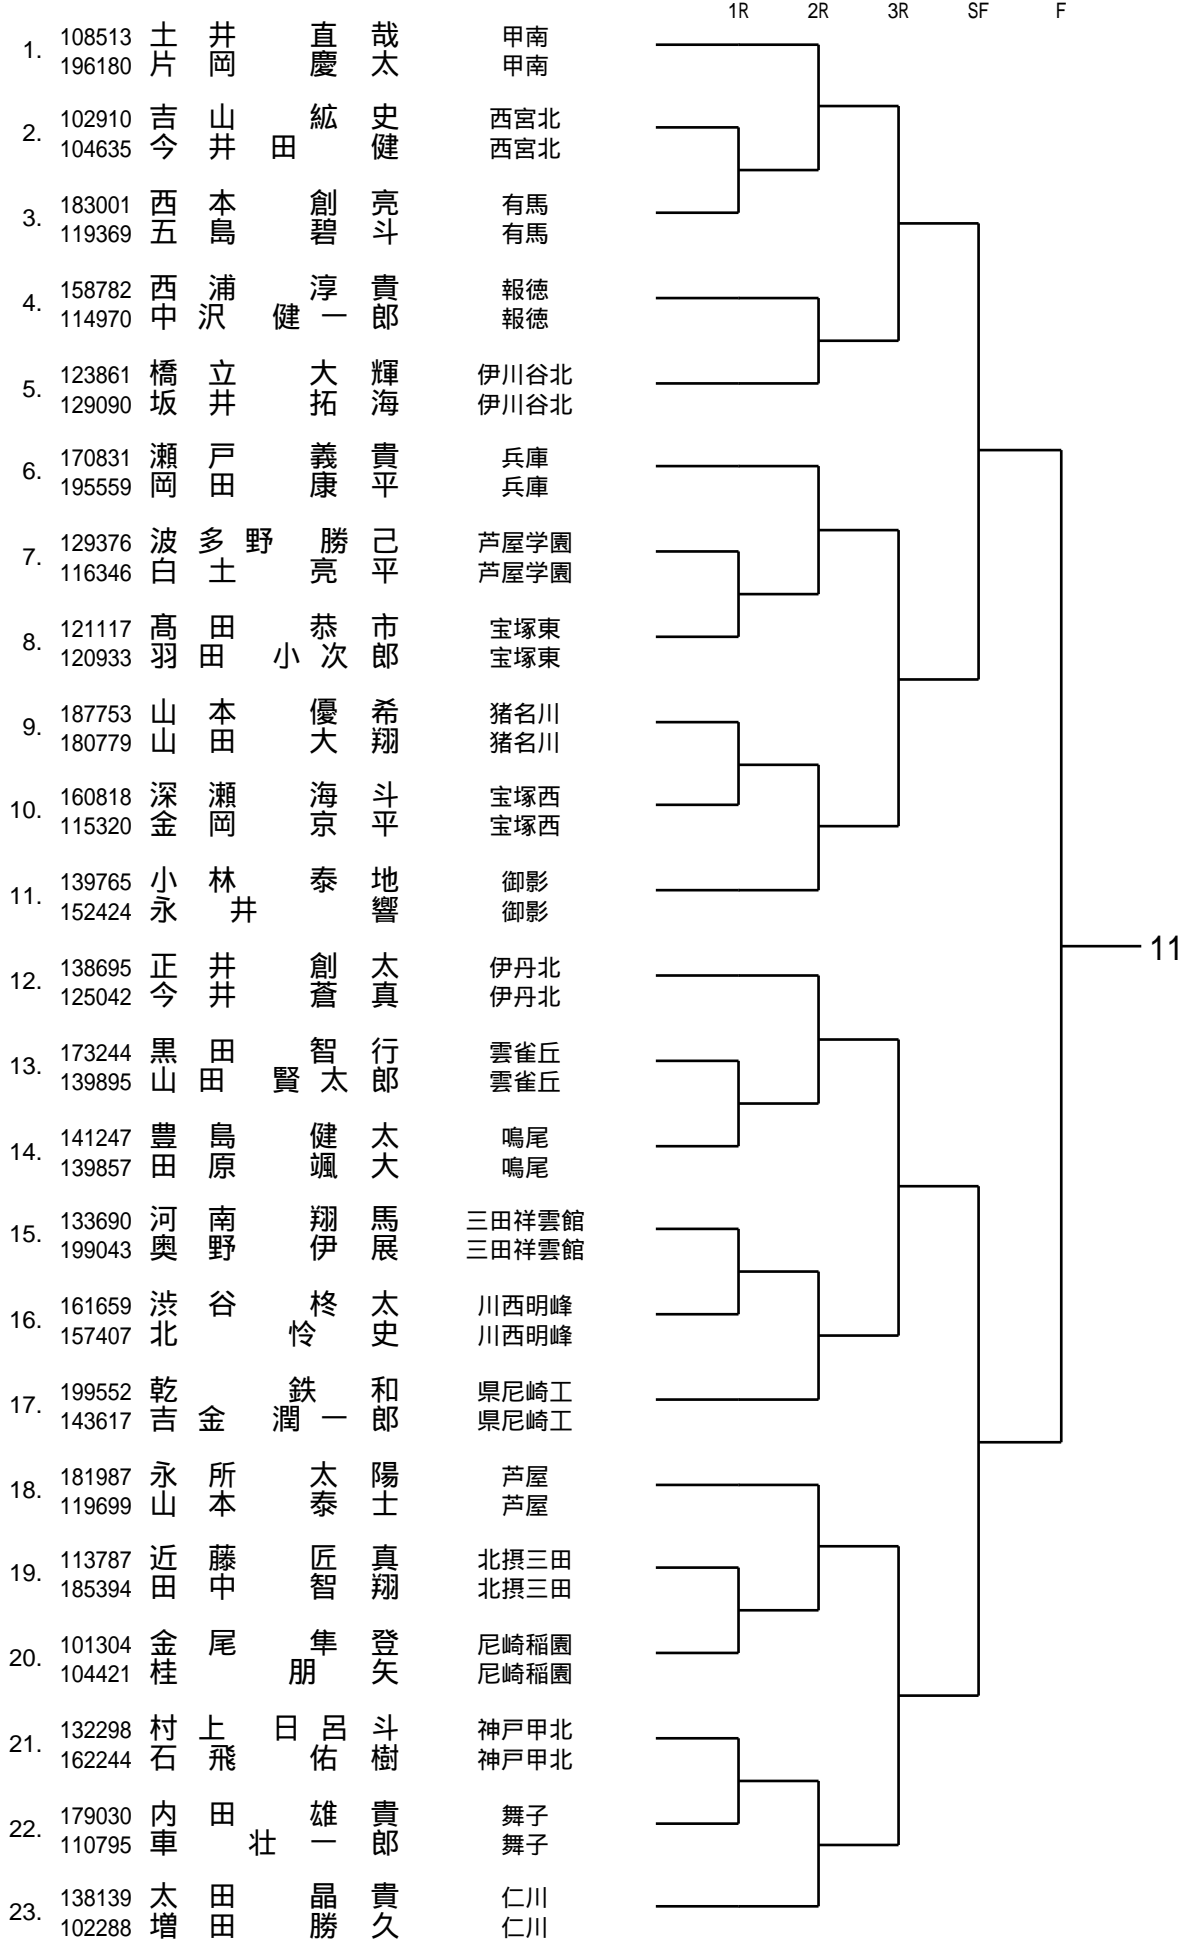 1R 2R 3R SF F
1. 108513 土井 直哉 甲南
196180 片岡 慶太 甲南
2. 102910 吉山 紘史 西宮北
104635 今井田 健 西宮北
3. 183001 西本 創亮 有馬
119369 五島 碧斗 有馬
4. 158782 西浦 淳貴 報徳
114970 中沢 健一郎 報徳
5. 123861 橋立 大輝 伊川谷北
129090 坂井 拓海 伊川谷北
6. 170831 瀬戸 義貴 兵庫
195559 岡田 康平 兵庫
7. 129376 波多野 勝己 芦屋学園
116346 白土 亮平 芦屋学園
8. 121117 髙田 恭市 宝塚東
120933 羽田 小次郎 宝塚東
9. 187753 山本 優希 猪名川
180779 山田 大翔 猪名川
10. 160818 深瀬 海斗 宝塚西
115320 金岡 京平 宝塚西
11. 139765 小林 泰地 御影
152424 永井 響 御影
11
12. 138695 正井 創太 伊丹北
125042 今井 蒼真 伊丹北
13. 173244 黒田 智行 雲雀丘
139895 山田 賢太郎 雲雀丘
14. 141247 豊島 健太 鳴尾
139857 田原 颯大 鳴尾
15. 133690 河南 翔馬 三田祥雲館
199043 奥野 伊展 三田祥雲館
16. 161659 渋谷 柊太 川西明峰
157407 北 怜史 川西明峰
17. 199552 乾 鉄和 県尼崎工
143617 吉金 潤一郎 県尼崎工
18. 181987 永所 太陽 芦屋
119699 山本 泰士 芦屋
19. 113787 近藤 匠真 北摂三田
185394 田中 智翔 北摂三田
20. 101304 金尾 隼登 尼崎稲園
104421 桂 朋矢 尼崎稲園
21. 132298 村上 日呂斗 神戸甲北
162244 石飛 佑樹 神戸甲北
22. 179030 内田 雄貴 舞子
110795 車 壮一郎 舞子
23. 138139 太田 晶貴 仁川
102288 増田 勝久 仁川